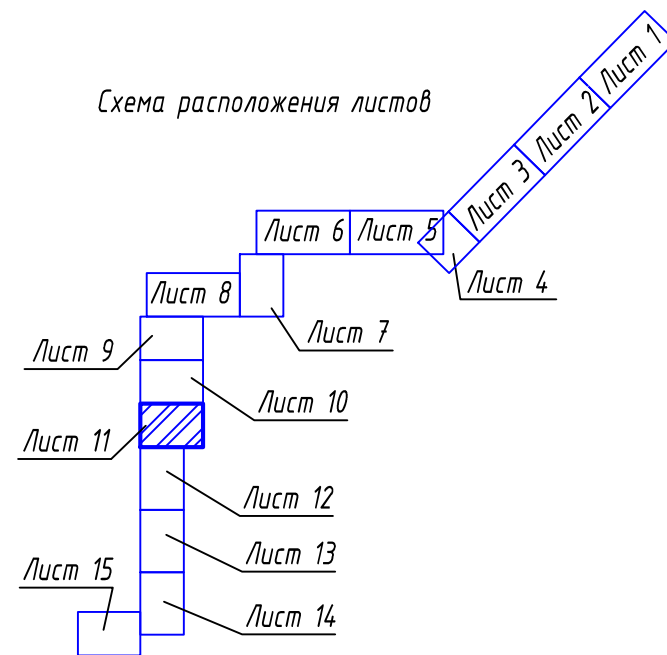 Лист 1
Схема расположения листов
Лист 2
Лист 3
Лист 6
Лист 5
Лист 4
Лист 8
Лист 7
Лист 9
Лист 10
Лист 11
Лист 12
Лист 13
Лист 15
Лист 14